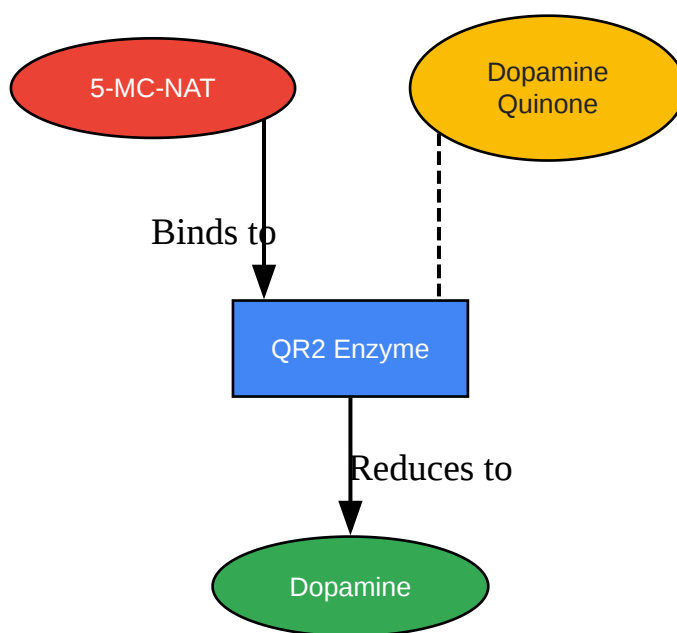 5-MC-NAT
Dopamine
Quinone
Binds to
QR2 Enzyme
Reduces to
Dopamine